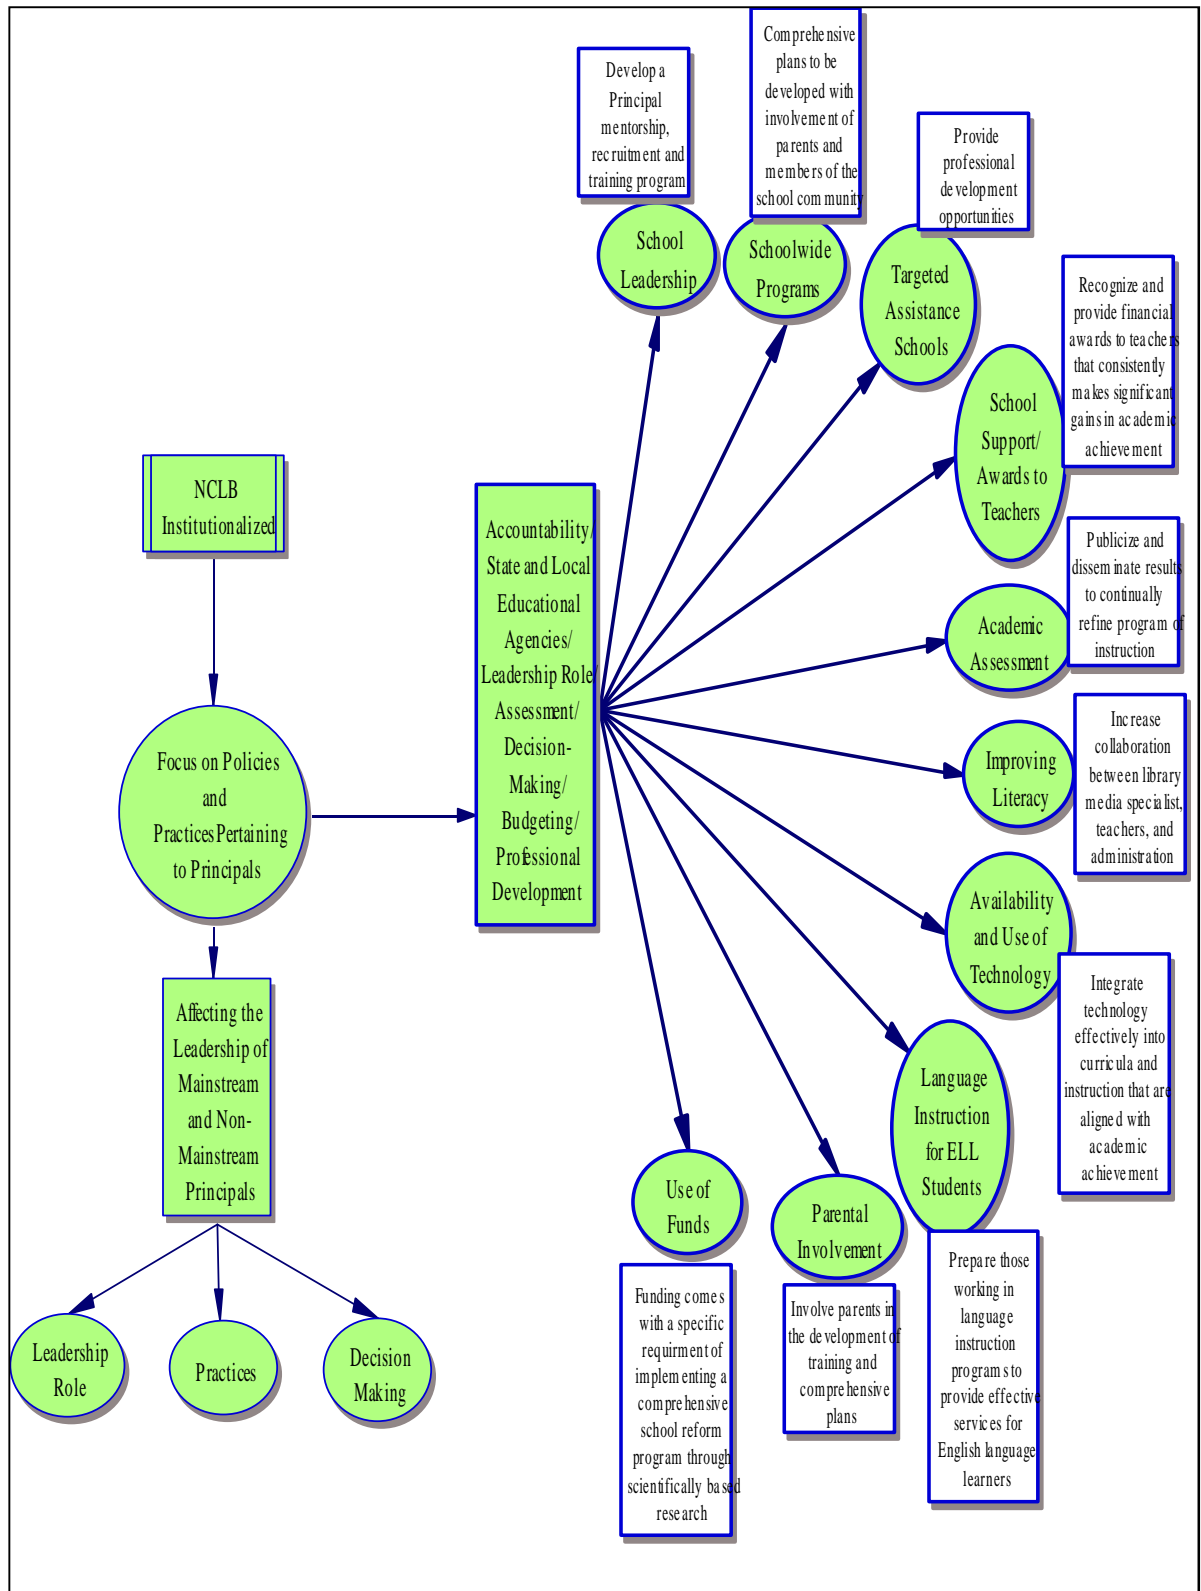 Comprehensive
plans to be
developed with
involvement of
parents and
members of the
school community
Develop a
Principal
mentorship,
recruitment and
training program
Provide
professional
development
opportunities
School
Leadership
Schoolwide
Programs
Targeted
Assistance
Schools
Recognize and
provide financial
awards to teachers
that consistently
makes significant
gains in academic
achievement
School
Support/
Awards to
Teachers
NCLB
Institutionalized
Accountability/
State and Local
Educational
Agencies/
Leadership Role/
Assessment/
Decision-
Making/
Budgeting/
Professional
Development
Publicize and
disseminate results
to continually
refine program of
instruction
Academic
Assessment
Increase
collaboration
between library
media specialist,
teachers, and
administration
Improving
Literacy
Focus on Policies
and
Practices Pertaining
to Principals
Availability
and Use of
Technology
Integrate
technology
effectively into
curricula and
instruction that are
aligned with
academic
achievement
Affecting the
Leadership of
Mainstream
and Non-
Mainstream
Principals
Language
Instruction
for ELL
Students
Use of
Funds
Parental
Involvement
Prepare those
working in
language
instruction
programs to
provide effective
services for
English language
learners
Funding comes
with a specific
requirment of
implementing a
comprehensive
school reform
program through
scientifically based
research
Involve parents in
the development of
training and
comprehensive
plans
Leadership
Role
Practices
Decision
Making